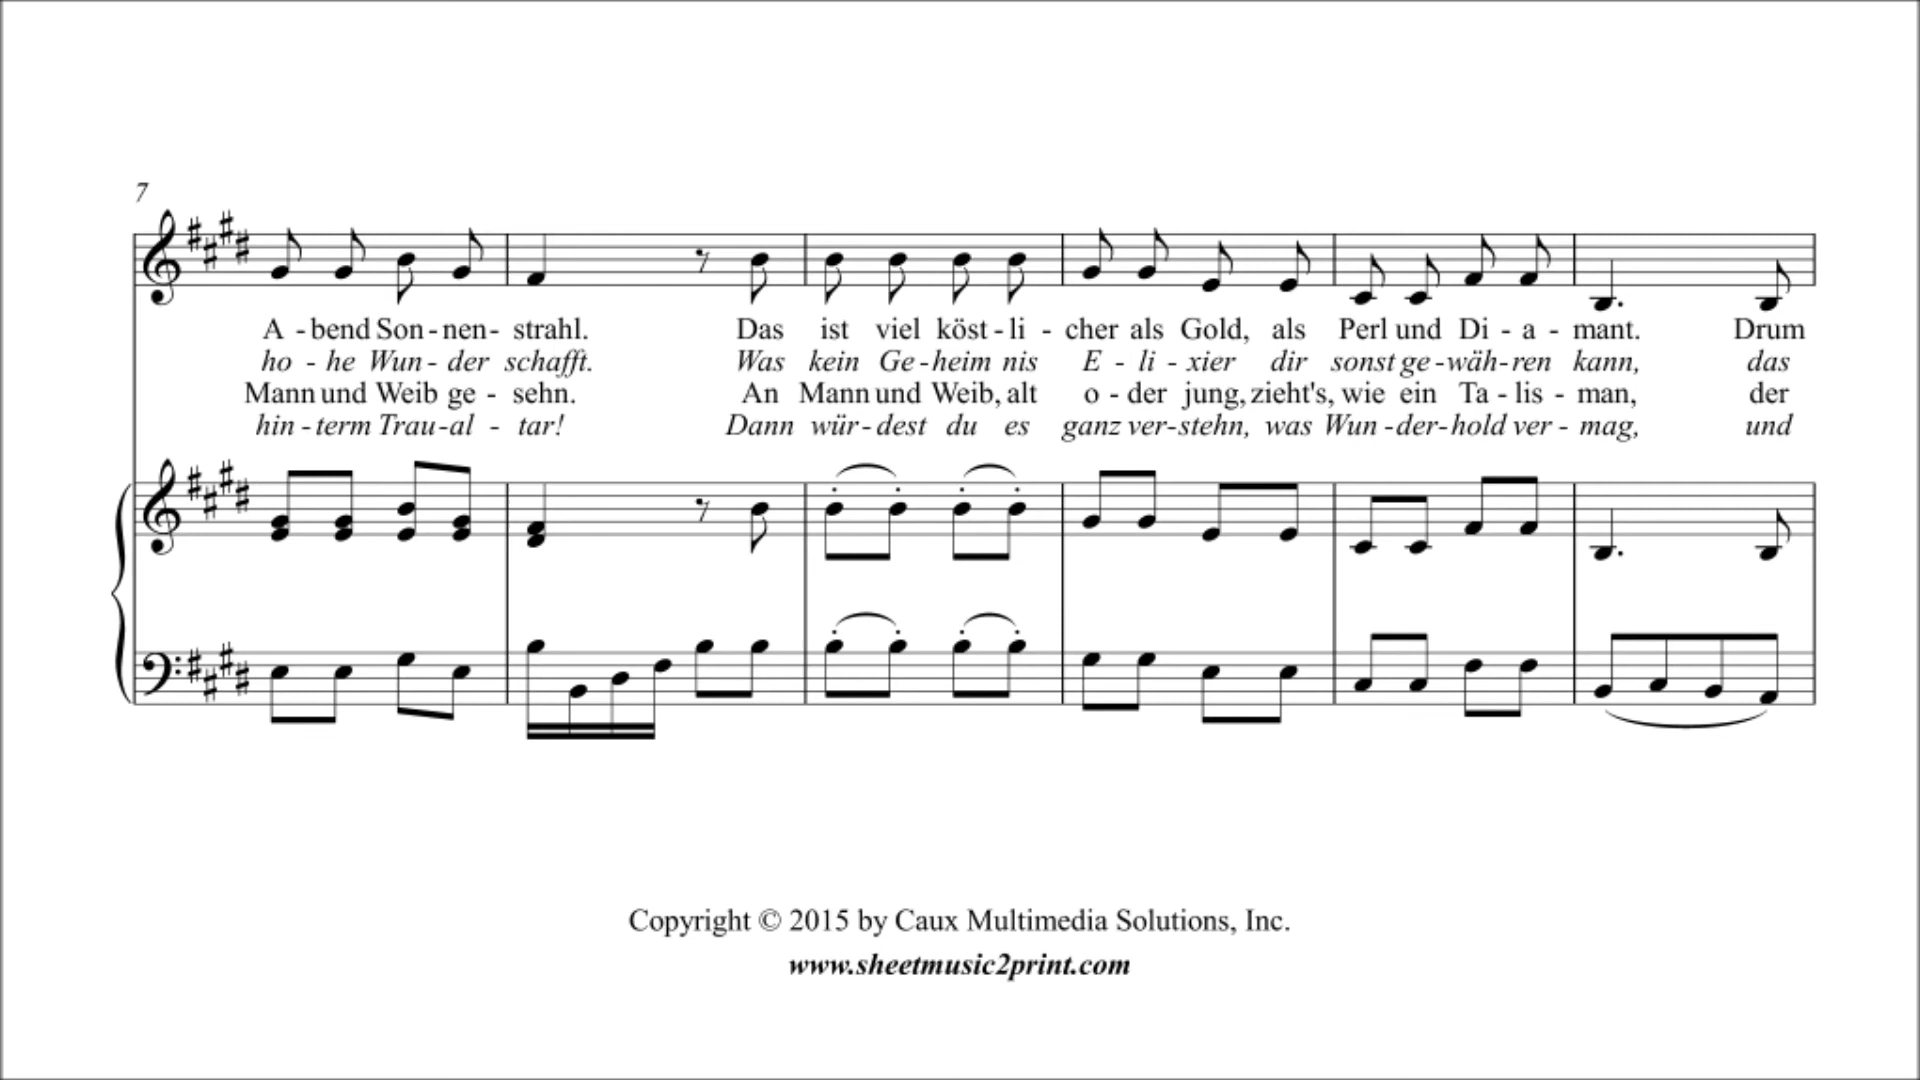 7
A - bend Son - nen - strahl. Das ist viel köst - li - cher als Gold, als Perl und Di - a - mant. Drum
ho - he Wun - der schafft. Was kein Ge - heim nis E - li - xier dir sonst ge - wäh - ren kann, das
Mann und Weib ge - sehn. An Mann und Weib, alt o - der jung, zieht's, wie ein Ta - lis - man, der
hin - term Trau - al - tar! Dann wür - dest du es ganz ver - stehn, was Wun - der - hold ver - mag, und
Copyright © 2015 by Caux Multimedia Solutions, Inc.
www.sheetmusic2print.com